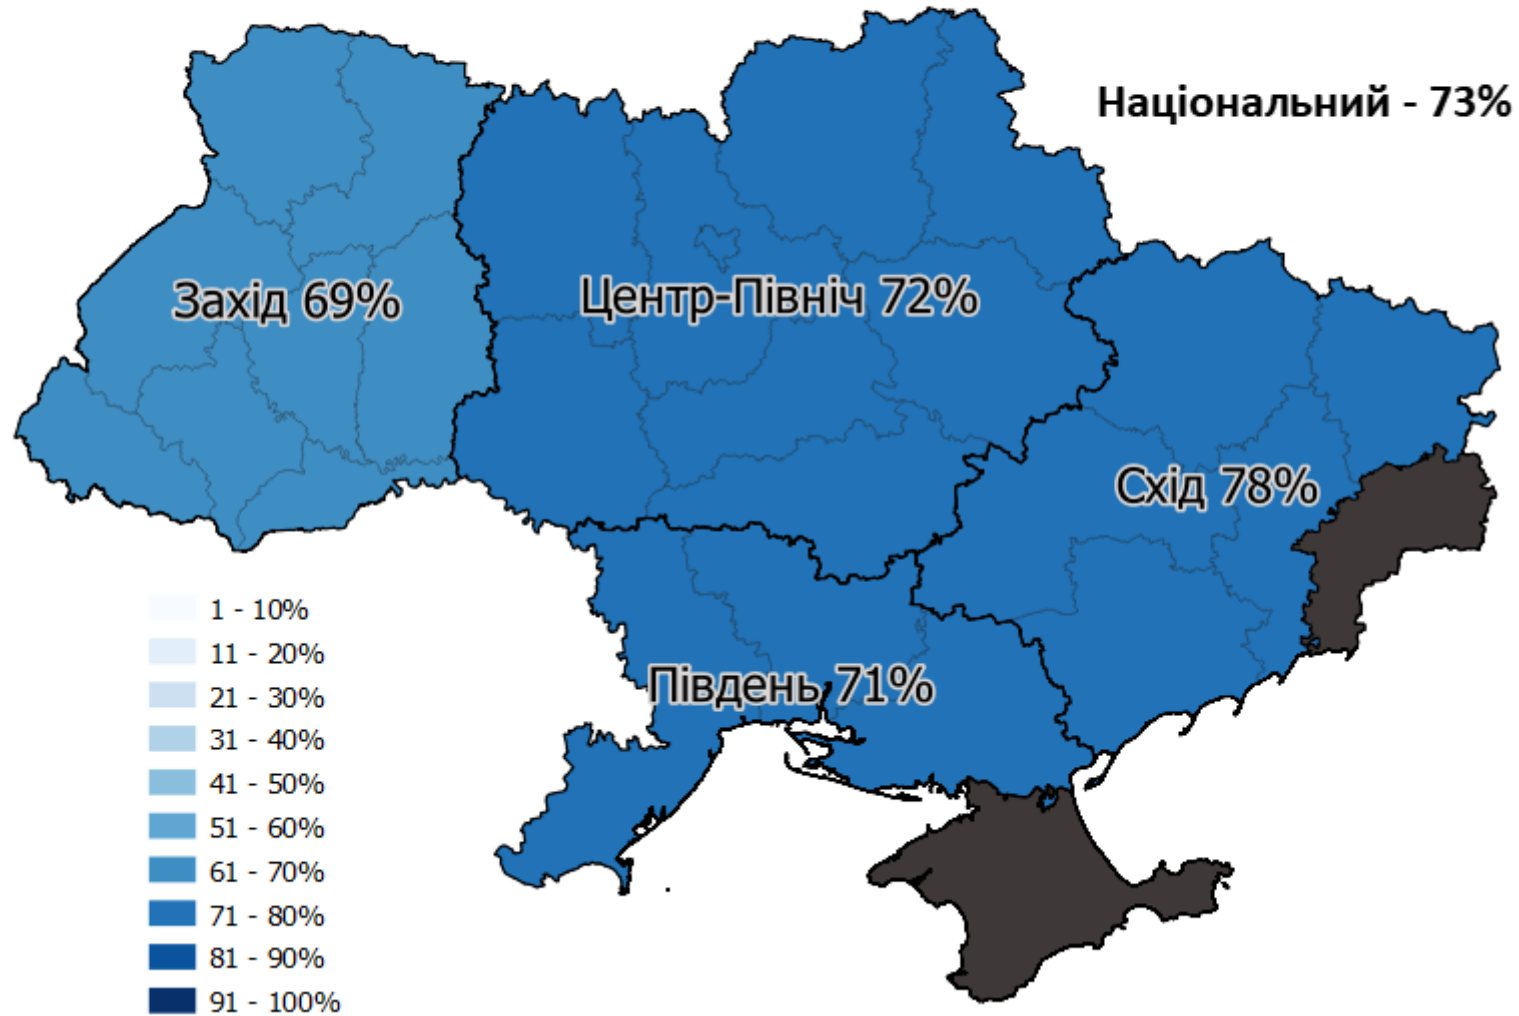 Національний - 73%
Захід 69%
Центр-Північ 72%
Схід 78%
Південь 71%
1 - 10%
11 - 20%
21 - 30%
31 - 40%
41 - 50%
51 - 60%
61 - 70%
71 - 80%
81 - 90%
91 - 100%